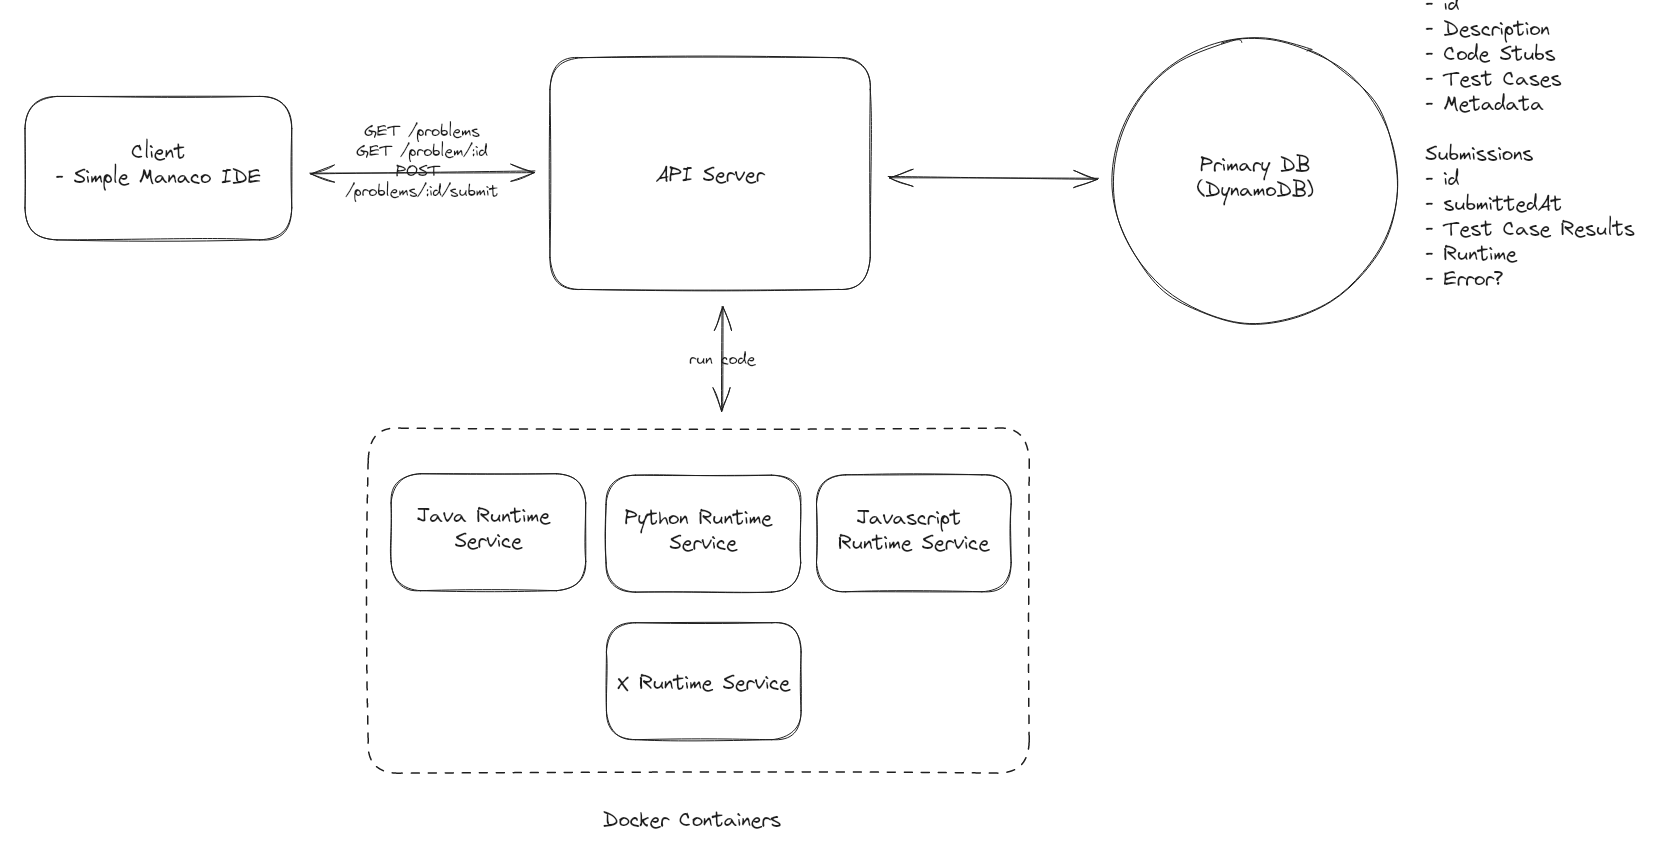 - id
- Description
- Code Stubs
- Test Cases
- Metadata
Client
- Simple Manaco IDE
GET /problems
GET /problem/:id
POST
/problems/:id/submit
API Server
Primary DB
(DynamoDB)
Submissions
- id
- submittedAt
- Test Case Results
- Runtime
- Error?
run code
Java Runtime
Service
Python Runtime
Service
Javascript
Runtime Service
X Runtime Service
Docker Containers